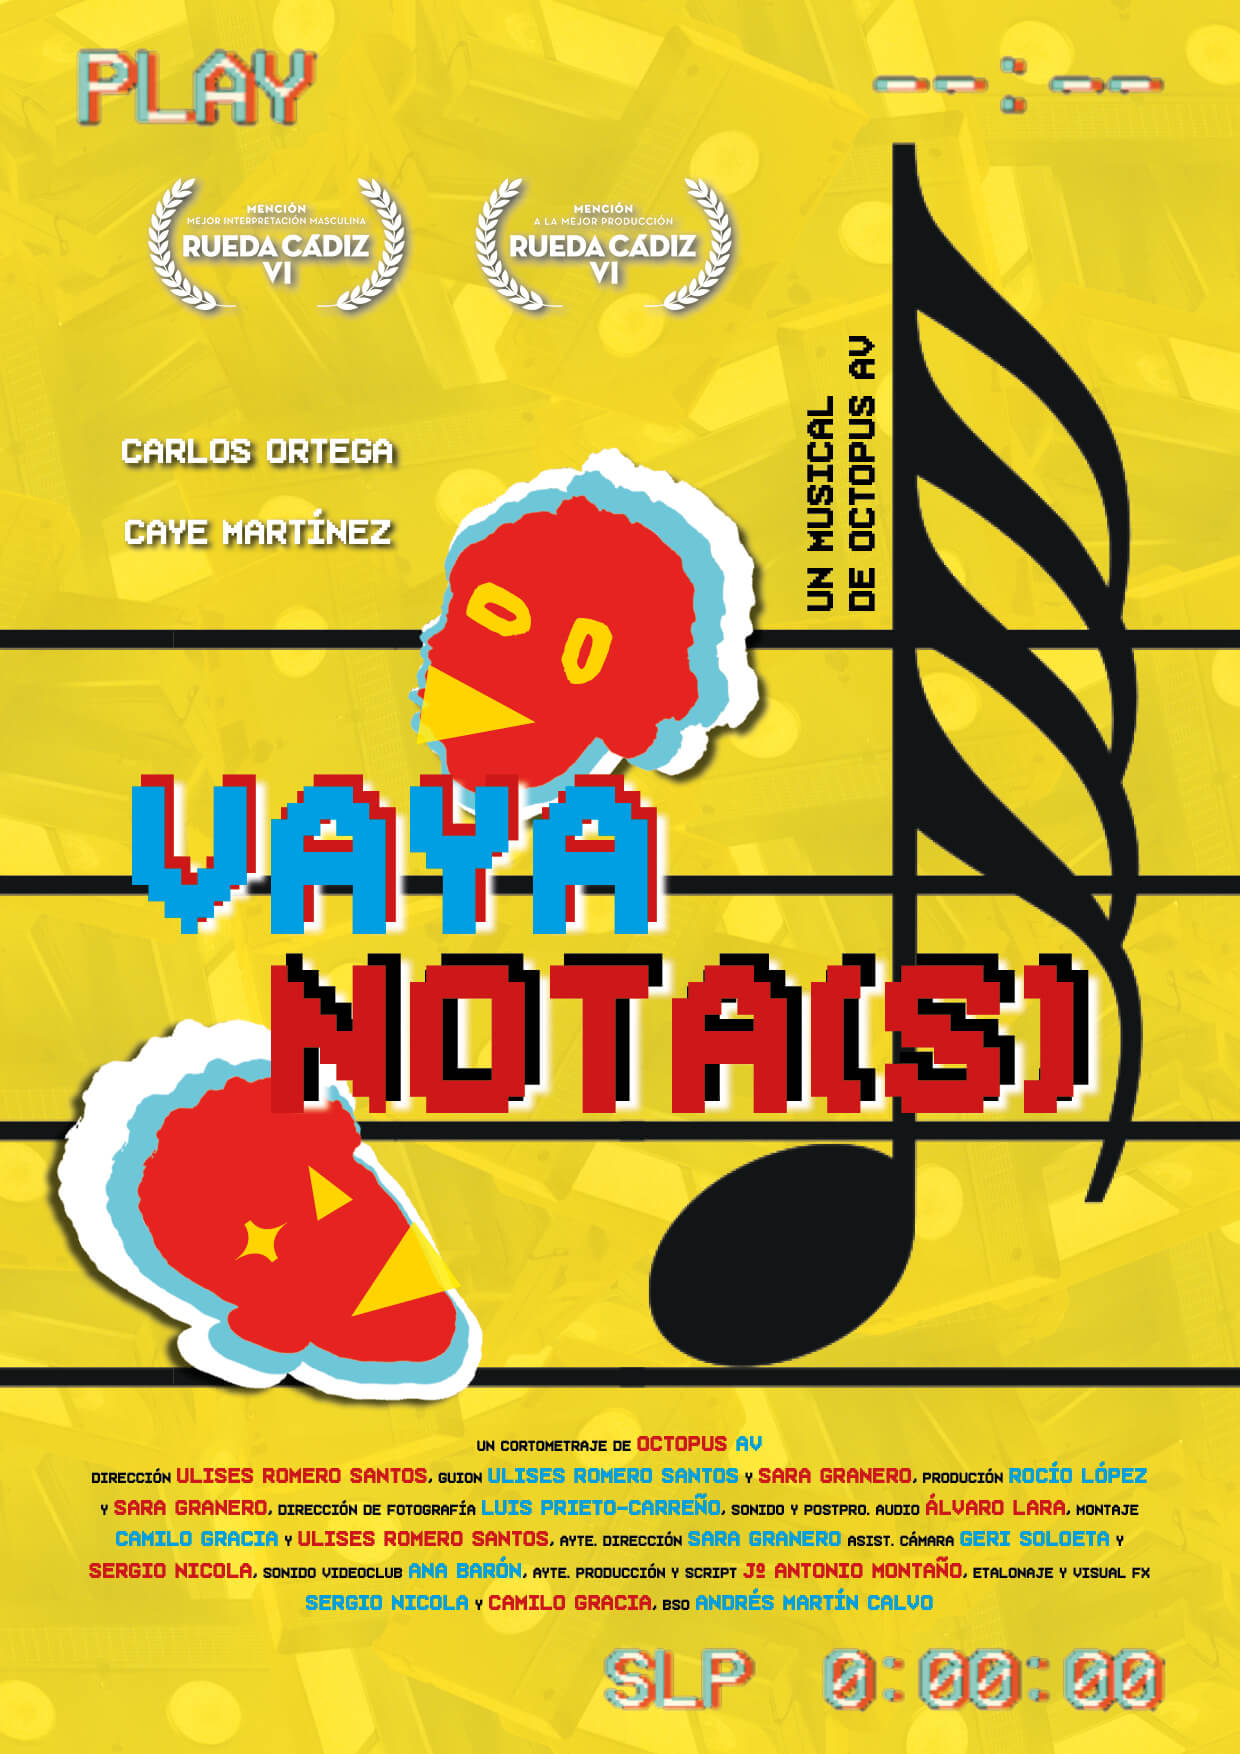 PLAY --:--
MENCIÓN
MEJOR INTERPRETACIÓN MASCULINA
RUEDA CÁDIZ
VI
MENCIÓN
A LA MEJOR PRODUCCIÓN
RUEDA CÁDIZ
VI
CARLOS ORTEGA
CAYE MARTÍNEZ
UN MUSICAL
DE OCTOPUS AV
VAYA
NOTA(S)
UN CORTOMETRAJE DE OCTOPUS AV
DIRECCIÓN ULISES ROMERO SANTOS, GUION ULISES ROMERO SANTOS Y SARA GRANERO, PRODUCIÓN ROCÍO LÓPEZ
Y SARA GRANERO, DIRECCIÓN DE FOTOGRAFÍA LUIS PRIETO-CARREÑO, SONIDO Y POSTPRO. AUDIO ÁLVARO LARA, MONTAJE
CAMILO GRACIA Y ULISES ROMERO SANTOS, AYTE. DIRECCIÓN SARA GRANERO ASIST. CÁMARA GERI SOLOETA Y
SERGIO NICOLA, SONIDO VIDEOCLUB ANA BARÓN, AYTE. PRODUCCIÓN Y SCRIPT Jº ANTONIO MONTAÑO, ETALONAJE Y VISUAL FX
SERGIO NICOLA Y CAMILO GRACIA, BSO ANDRÉS MARTÍN CALVO
SLP 0:00:00